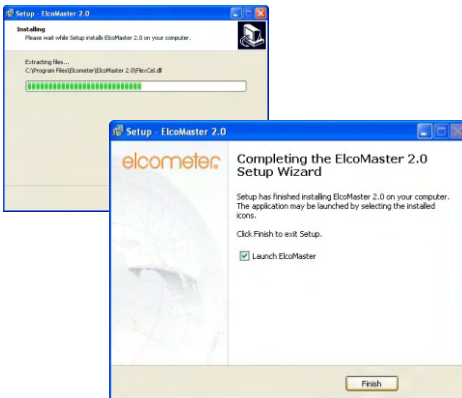 Setup - ElcoMaster 2.0
Installing
Please wait while Setup installs ElcoMaster 2.0 on your computer.
Extracting files...
C:\Program Files\Elcometer\ElcoMaster 2.0\FlexCel.dll
Setup - ElcoMaster 2.0
elcometer
Completing the ElcoMaster 2.0
Setup Wizard
Setup has finished installing ElcoMaster 2.0 on your computer.
The application may be launched by selecting the installed
icons.
Click Finish to exit Setup.
Launch ElcoMaster
Finish